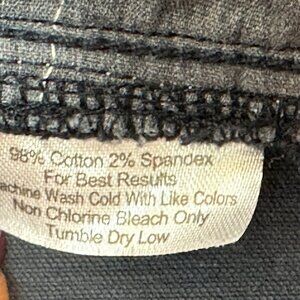 98% Cotton 2% Spandex
For Best Results
achine Wash Cold With Like Colors
Non Chlorine Bleach Only
Tumble Dry Low